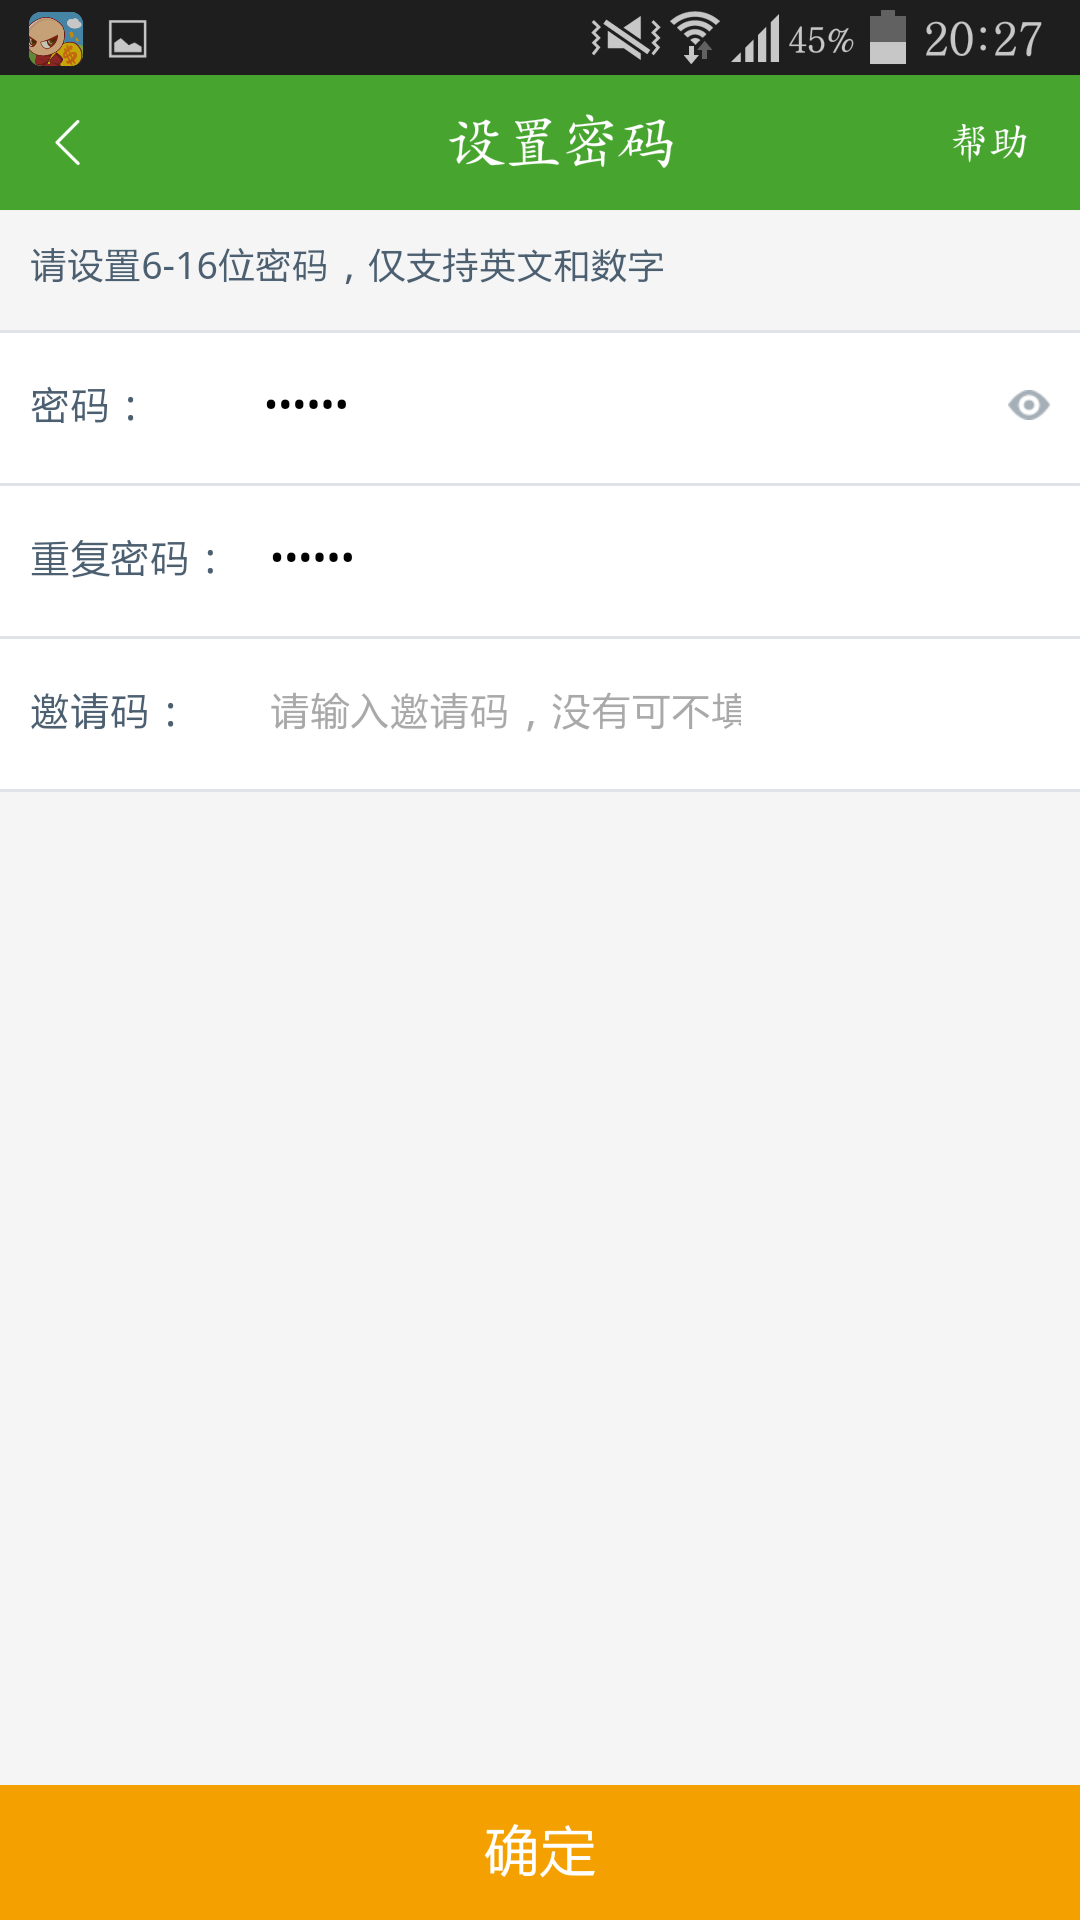 45% 20:27
设置密码
帮助
请设置6-16位密码，仅支持英文和数字
密码： ••••••
重复密码： ••••••
邀请码： 请输入邀请码，没有可不填
确定